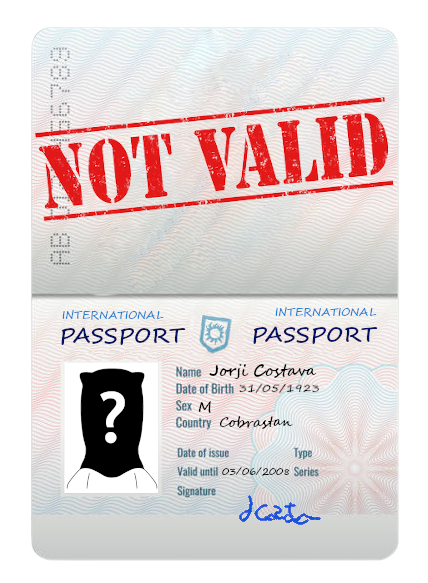 NOT VALID
INTERNATIONAL PASSPORT
INTERNATIONAL PASSPORT
?
Name Jorji Costava
Date of Birth 31/05/1923
Sex M
Country Cobrastan
Date of issue Type
Valid until 03/06/2008 Series
Signature